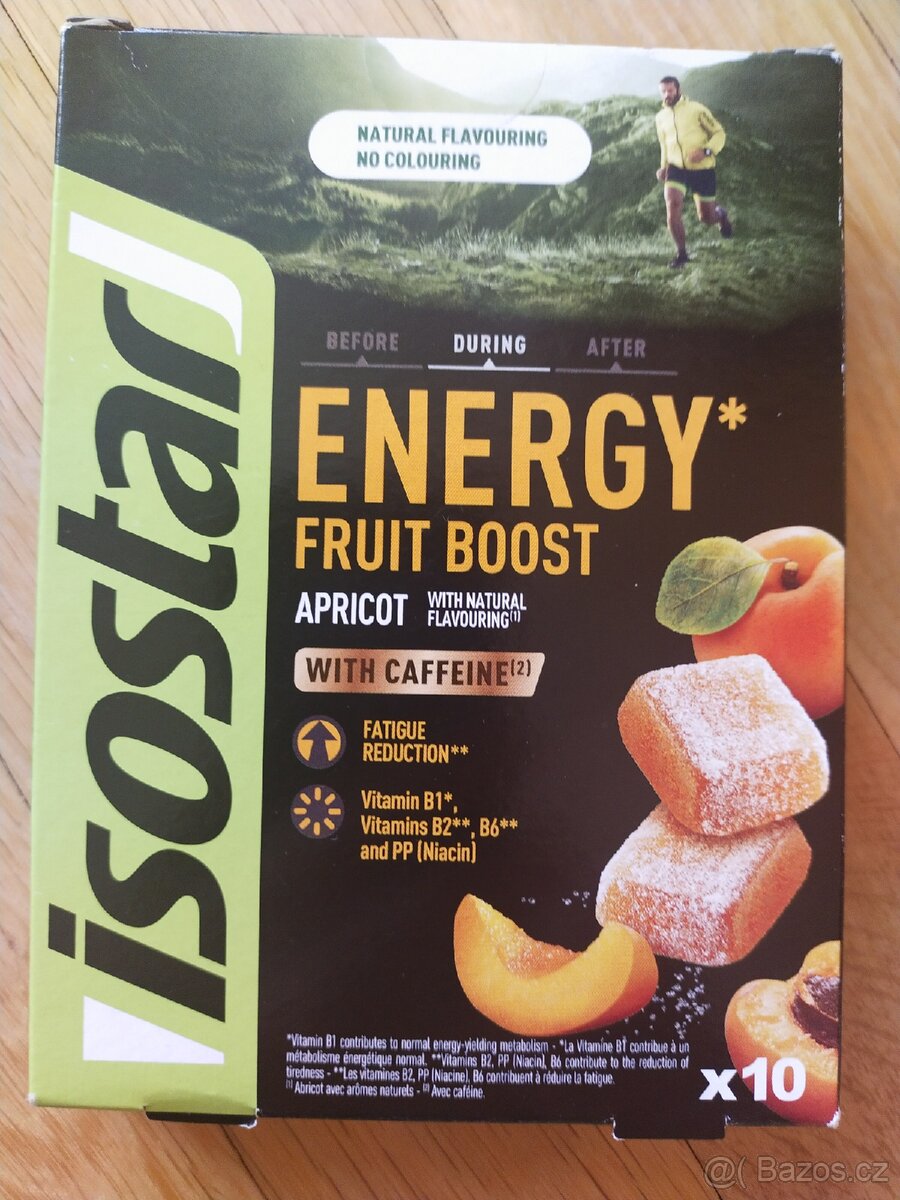 NATURAL FLAVOURING
NO COLOURING
isostar
BEFORE DURING AFTER
ENERGY*
FRUIT BOOST
APRICOT WITH NATURAL
FLAVOURING(1)
WITH CAFFEINE(2)
FATIGUE
REDUCTION**
Vitamin B1*,
Vitamins B2**, B6**
and PP (Niacin)
*Vitamin B1 contributes to normal energy-yielding metabolism - *La Vitamine B1 contribue à un
métabolisme énergétique normal. **Vitamins B2, PP (Niacin), B6 contribute to the reduction of
tiredness - **Les vitamines B2, PP (Niacine), B6 contribuent à réduire la fatigue.
(1) Abricot avec arômes naturels - (2) Avec caféine.
x10
@( Bazos.cz